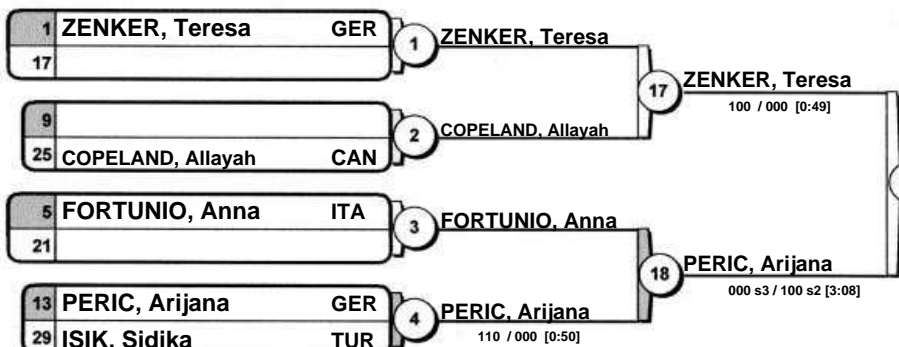 1 ZENKER, Teresa GER
17
9
25 COPELAND, Allayah CAN
5 FORTUNIO, Anna ITA
21
13 PERIC, Arijana GER
29 ISIK, Sidika TUR
1 ZENKER, Teresa
2 COPELAND, Allayah
3 FORTUNIO, Anna
4 PERIC, Arijana
110 / 000 [0:50]
17 ZENKER, Teresa
100 / 000 [0:49]
18 PERIC, Arijana
000 s3 / 100 s2 [3:08]